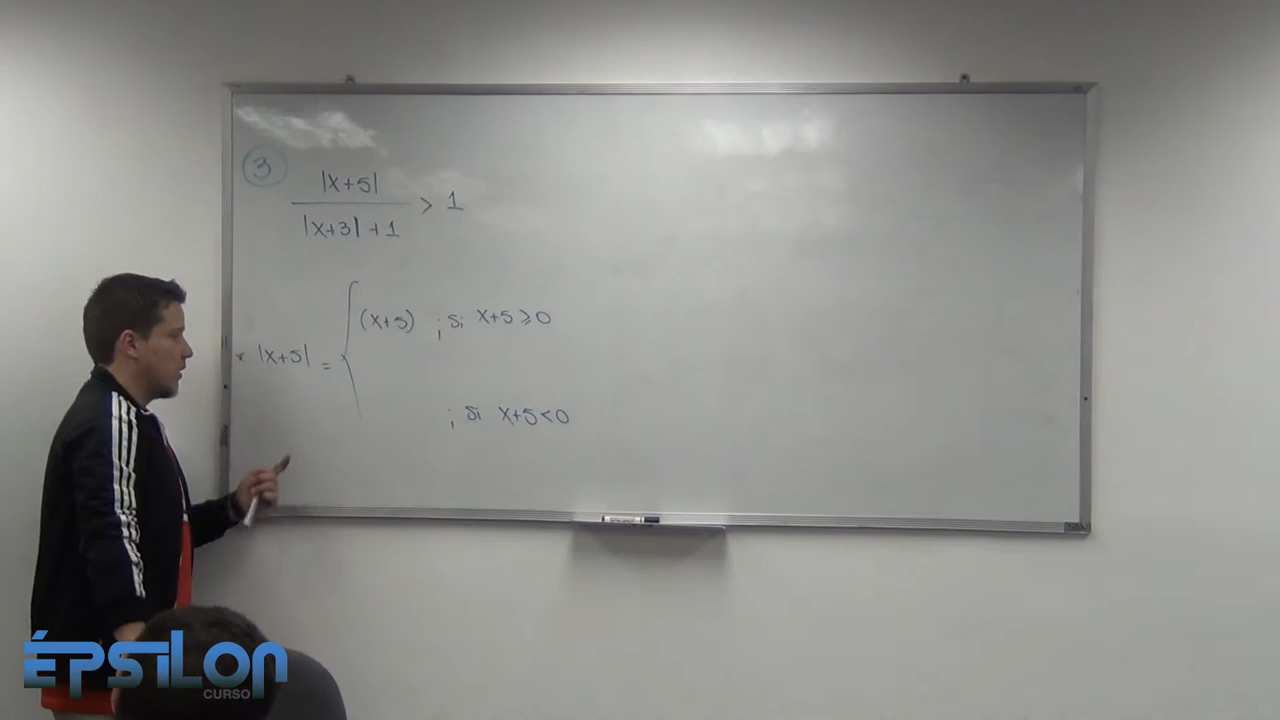 3
|x+5|
|x+3| + 1
> 1
* |x+5| =
(x+5) ; si x+5 ≥ 0
; si x+5 < 0
ÉPSILON
CURSO